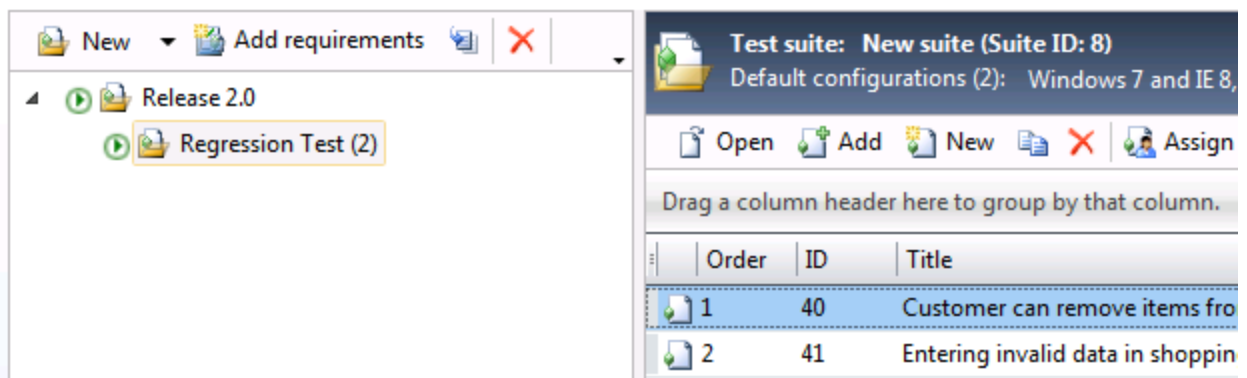 New Add requirements
Release 2.0
Regression Test (2)
Test suite: New suite (Suite ID: 8)
Default configurations (2): Windows 7 and IE 8,
Open Add New Assign
Drag a column header here to group by that column.
Order ID Title
1 40 Customer can remove items fro
2 41 Entering invalid data in shoppin